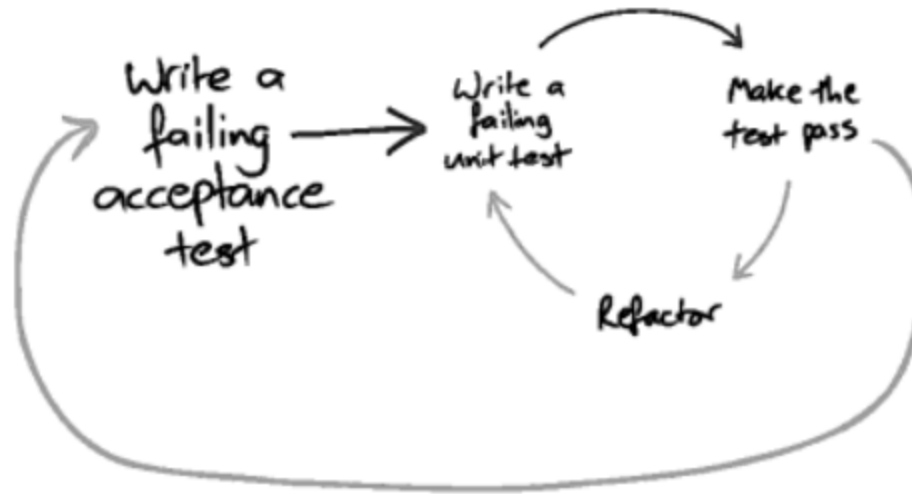 Write a
failing
acceptance
test
Write a
failing
unit test
Make the
test pass
Refactor